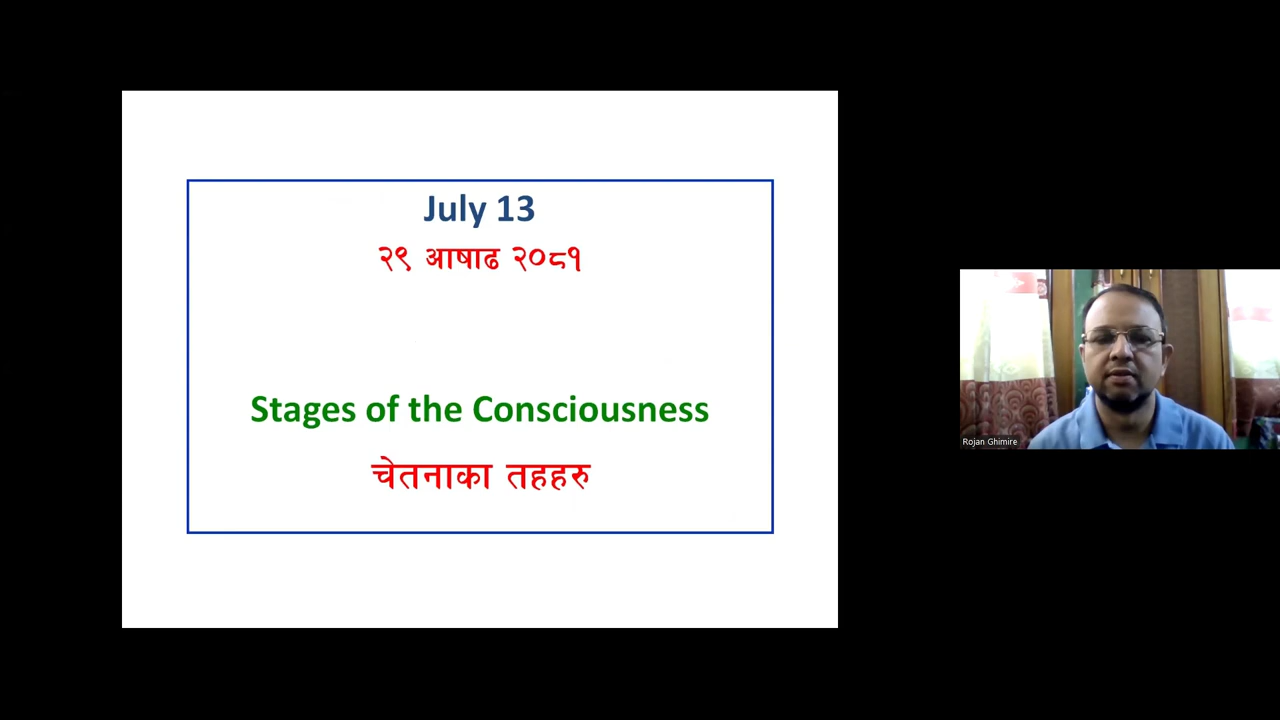 July 13
२९ आषाढ २०८१
Stages of the Consciousness
चेतनाका तहहरु
Rojan Ghimire